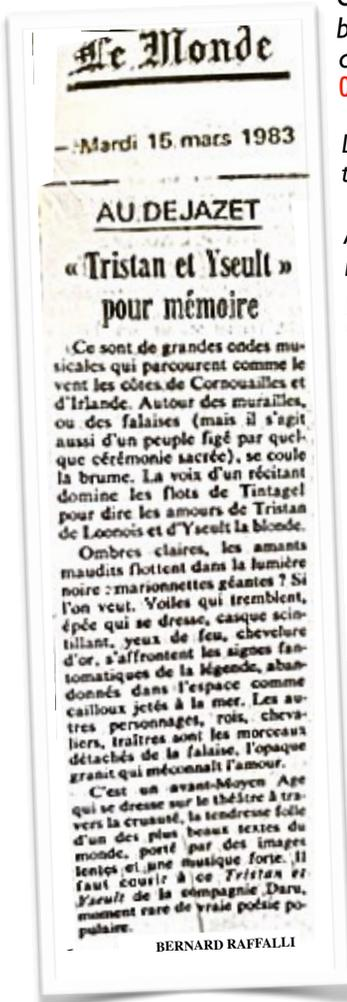 Le Monde
Mardi 15 mars 1983
AU DEJAZET
« Tristan et Yseult »
pour mémoire
Ce sont de grandes ondes mu-
sicales qui parcourent comme le
vent les côtes de Cornouailles et
d'Irlande. Autour des murailles,
ou des falaises (mais il s'agit
aussi d'un peuple figé par quel-
que cérémonie sacrée), se coule
la brume. La voix d'un récitant
domine les flots de Tintagel
pour dire les amours de Tristan
de Loonois et d'Yseult la blonde.
Ombres claires, les amants
maudits flottent dans la lumière
noire : marionnettes géantes ? Si
l'on veut. Voiles qui tremblent,
épée qui se dresse, casque scin-
tillant, yeux de feu, chevelure
d'or, s'affrontent les signes fan-
tomatiques de la légende, aban-
donnés dans l'espace comme
cailloux jetés à la mer. Les au-
tres personnages, rois, cheva-
liers, traîtres sont les morceaux
détachés de la falaise, l'opaque
granit qui méconnaît l'amour.
C'est un avant-Moyen Age
qui se dresse sur le théâtre à tra-
vers la cruauté, la tendresse folle
d'un des plus beaux textes du
monde, porté par des images
lentes et une musique forte. Il
faut courir à ce Tristan et
Yseult de la compagnie Daru,
moment rare de vraie poésie po-
pulaire.
BERNARD RAFFALLI